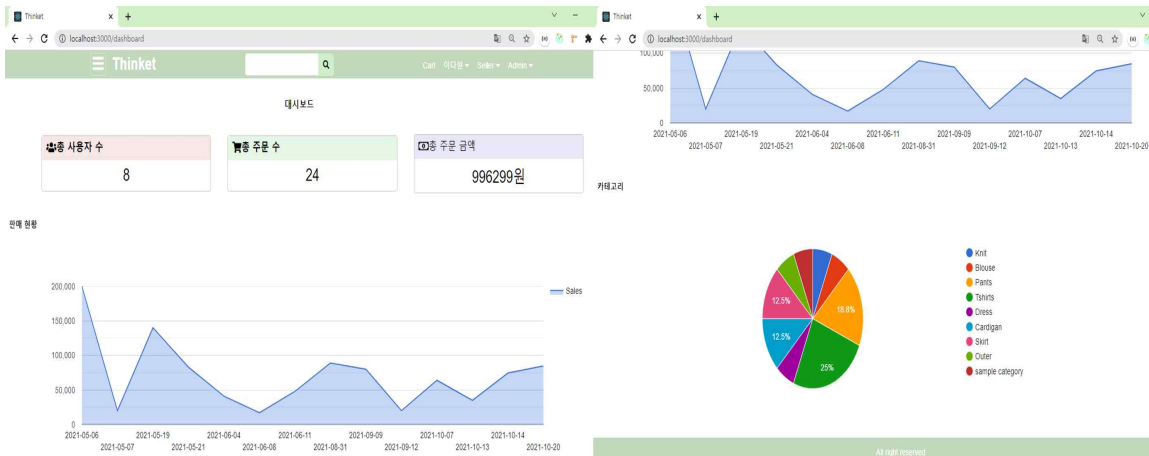 Thinket
localhost:3000/dashboard
Thinket
Cart 이다원 Seller Admin
대시보드
총 사용자 수
8
총 주문 수
24
총 주문 금액
996299원
판매 현황
200,000
150,000
100,000
50,000
0
Sales
2021-05-06 2021-05-19 2021-06-04 2021-06-11 2021-09-09 2021-10-07 2021-10-14
2021-05-07 2021-05-21 2021-06-08 2021-08-31 2021-09-12 2021-10-13 2021-10-20
Thinket
localhost:3000/dashboard
100,000
50,000
0
2021-05-06 2021-05-19 2021-06-04 2021-06-11 2021-09-09 2021-10-07 2021-10-14
2021-05-07 2021-05-21 2021-06-08 2021-08-31 2021-09-12 2021-10-13 2021-10-20
카테고리
18.8%
25%
12.5%
12.5%
Knit
Blouse
Pants
Tshirts
Dress
Cardigan
Skirt
Outer
sample category
All right reserved